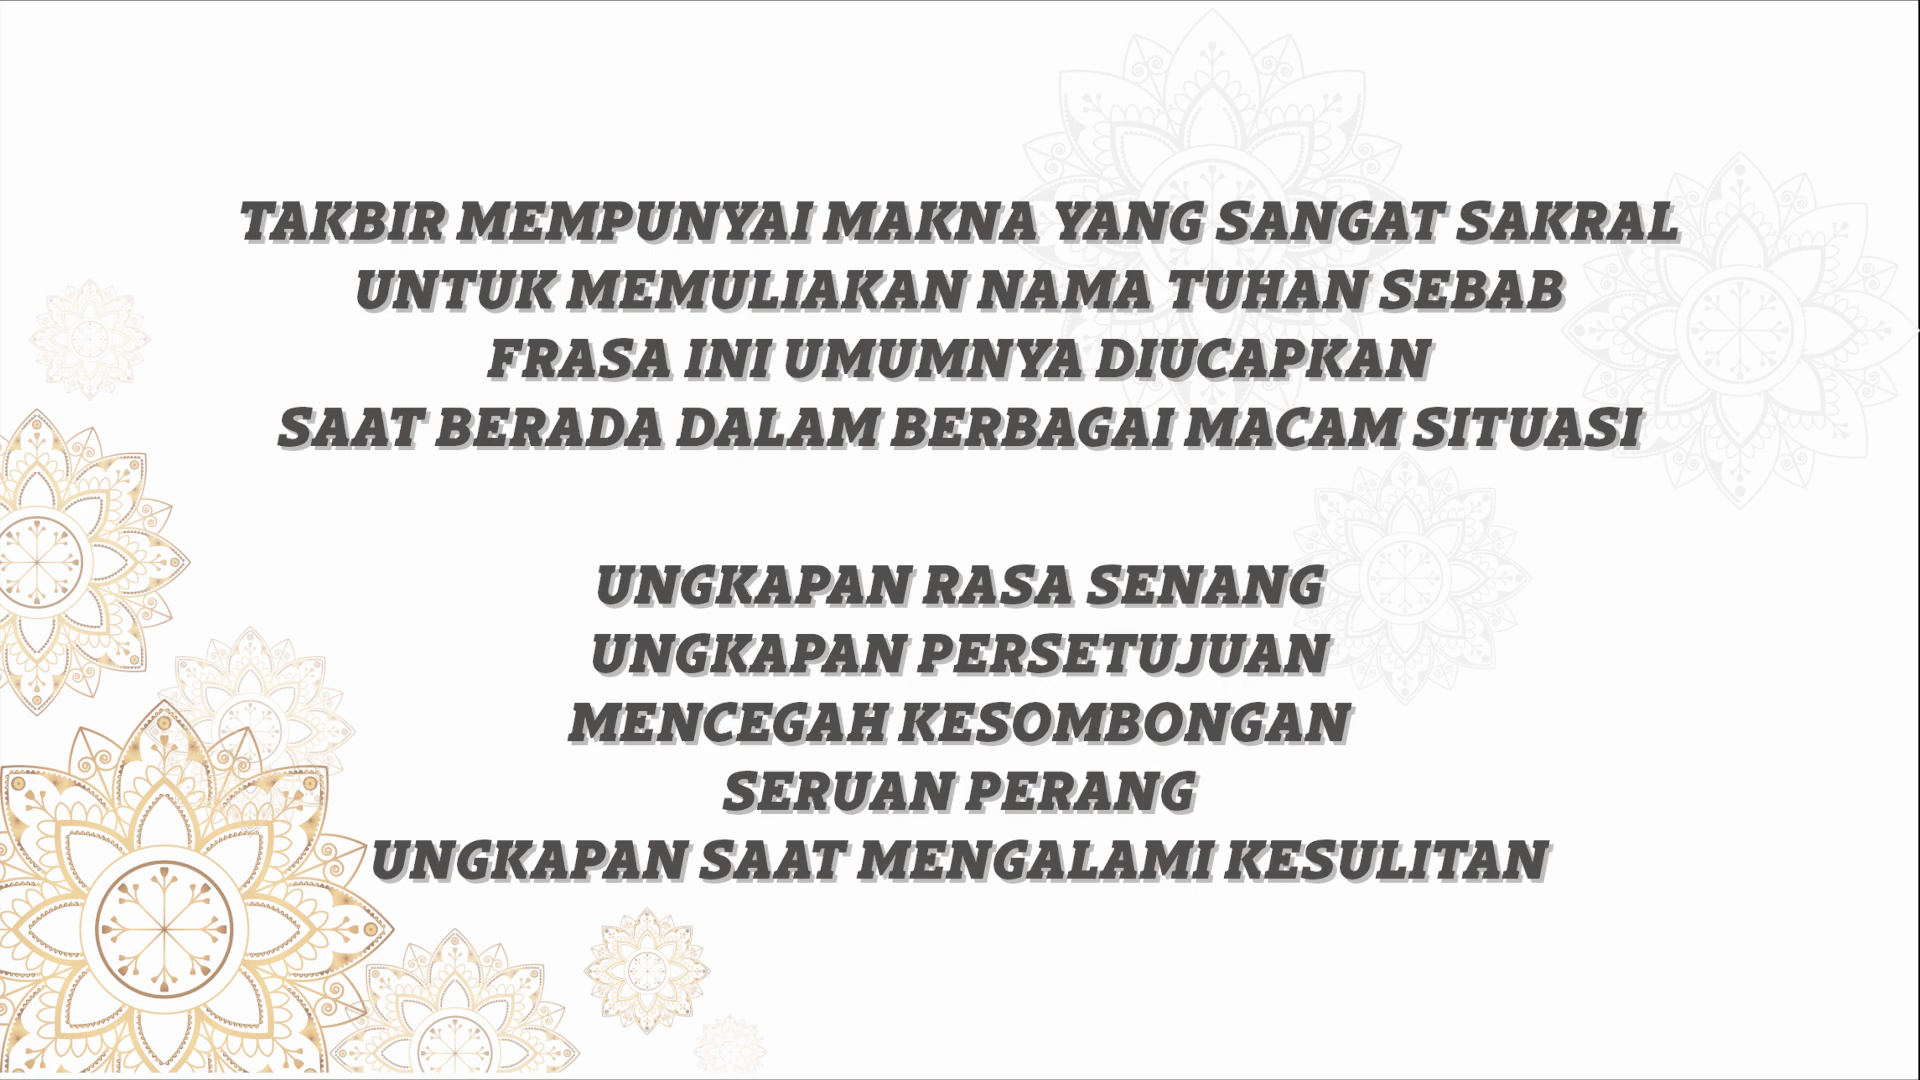 TAKBIR MEMPUNYAI MAKNA YANG SANGAT SAKRAL
UNTUK MEMULIAKAN NAMA TUHAN SEBAB
FRASA INI UMUMNYA DIUCAPKAN
SAAT BERADA DALAM BERBAGAI MACAM SITUASI
UNGKAPAN RASA SENANG
UNGKAPAN PERSETUJUAN
MENCEGAH KESOMBONGAN
SERUAN PERANG
UNGKAPAN SAAT MENGALAMI KESULITAN